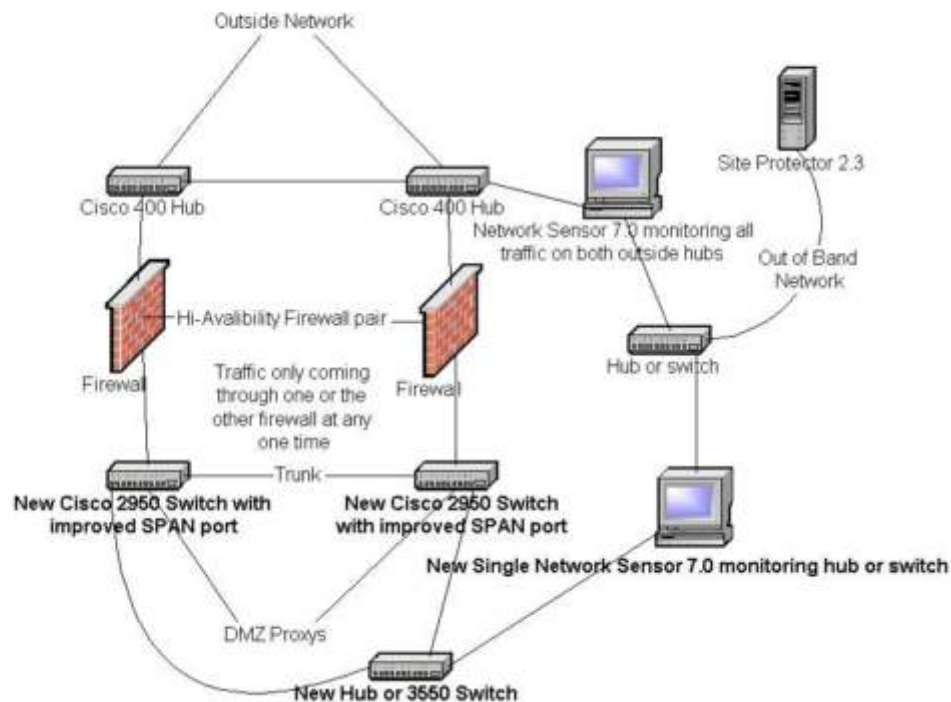 Outside Network
Cisco 400 Hub
Cisco 400 Hub
Site Protector 2.3
Network Sensor 7.0 monitoring all
traffic on both outside hubs
Out of Band
Network
Hi-Avalibility Firewall pair
Hub or switch
Firewall
Firewall
Traffic only coming
through one or the
other firewall at any
one time
Trunk
New Cisco 2950 Switch with
improved SPAN port
New Cisco 2950 Switch
with improved SPAN port
New Single Network Sensor 7.0 monitoring hub or switch
DMZ Proxys
New Hub or 3550 Switch